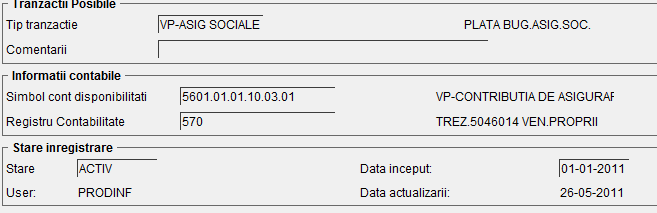 Tranzactii Posibile
Tip tranzactie VP-ASIG SOCIALE PLATA BUG.ASIG.SOC.
Comentarii
Informatii contabile
Simbol cont disponibilitati 5601.01.01.10.03.01 VP-CONTRIBUTIA DE ASIGURAR
Registru Contabilitate 570 TREZ.5046014 VEN.PROPRII
Stare inregistrare
Stare ACTIV Data inceput: 01-01-2011
User: PRODINF Data actualizarii: 26-05-2011